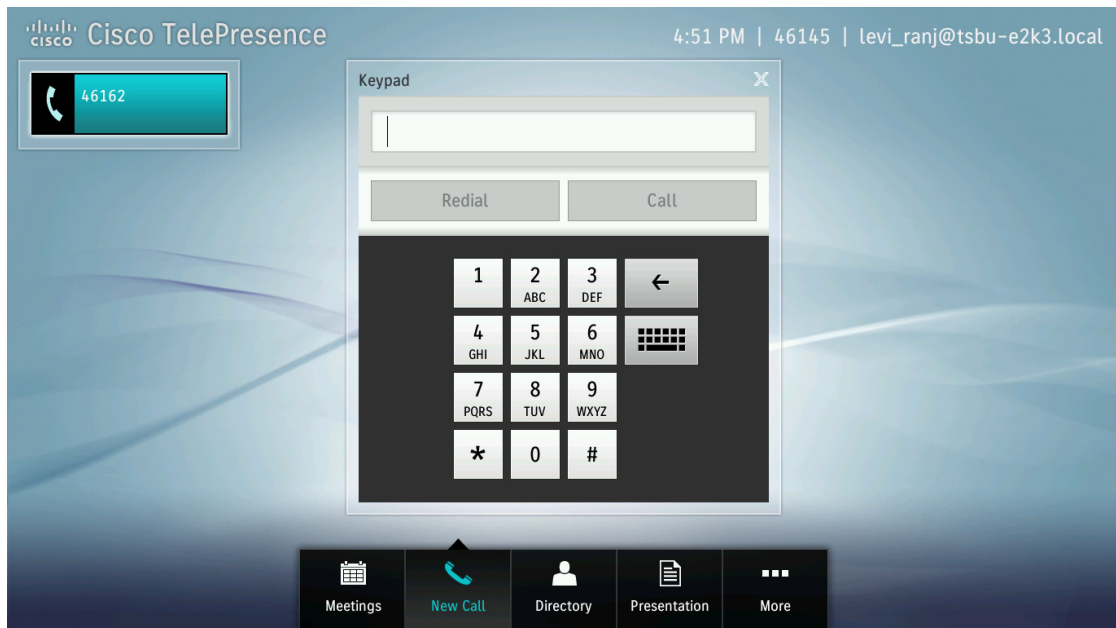 cisco Cisco TelePresence
4:51 PM | 46145 | levi_ranj@tsbu-e2k3.local
46162
Keypad X
Redial Call
1 2 3 ←
ABC DEF
4 5 6
GHI JKL MNO
7 8 9
PQRS TUV WXYZ
* 0 #
Meetings New Call Directory Presentation More